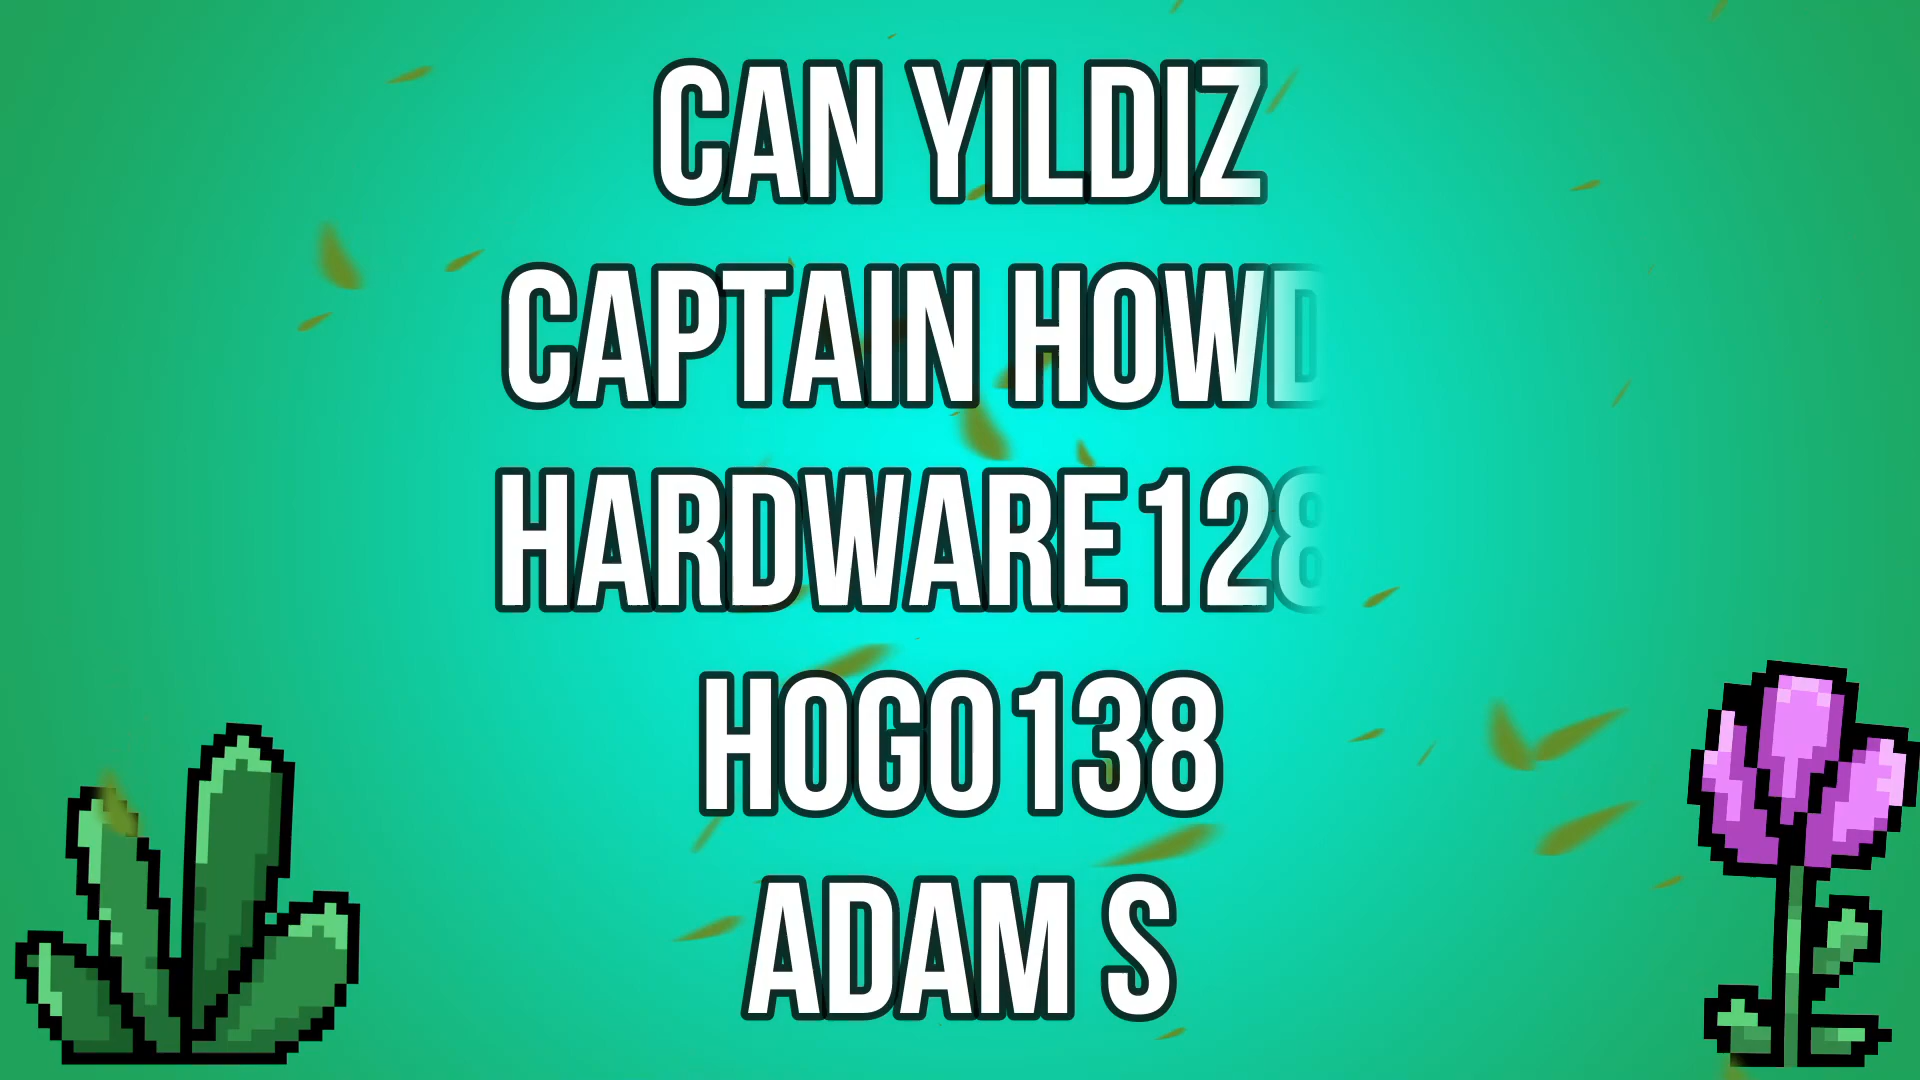 CAN YILDIZ
CAPTAIN HOWD
HARDWARE128
HOGO138
ADAM S